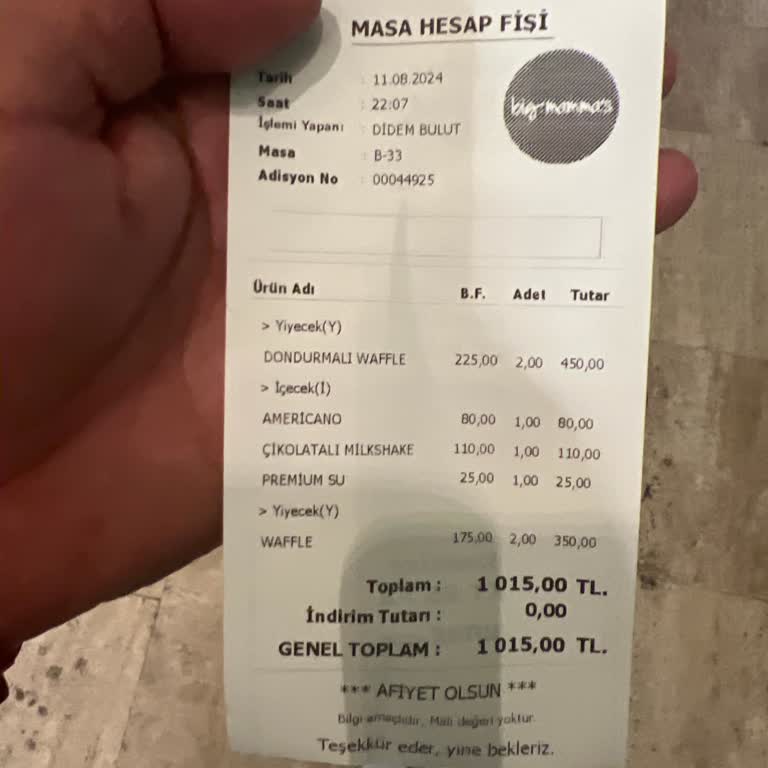 MASA HESAP FİŞİ
big-mamma's
Tarih : 11.08.2024
Saat : 22:07
İşlemi Yapanı : DİDEM BULUT
Masa : B-33
Adisyon No : 00044925
Ürün Adı B.F. Adet Tutar
> Yiyecek(Y)
DONDURMALI WAFFLE 225,00 2,00 450,00
> İçecek(İ)
AMERİCANO 80,00 1,00 80,00
ÇİKOLATALI MİLKSHAKE 110,00 1,00 110,00
PREMİUM SU 25,00 1,00 25,00
> Yiyecek(Y)
WAFFLE 175,00 2,00 350,00
Toplam : 1 015,00 TL.
İndirim Tutarı : 0,00
GENEL TOPLAM : 1 015,00 TL.
*** AFİYET OLSUN ***
Bilgi amaçlıdır, Mali değeri yoktur.
Teşekkür eder, yine bekleriz.